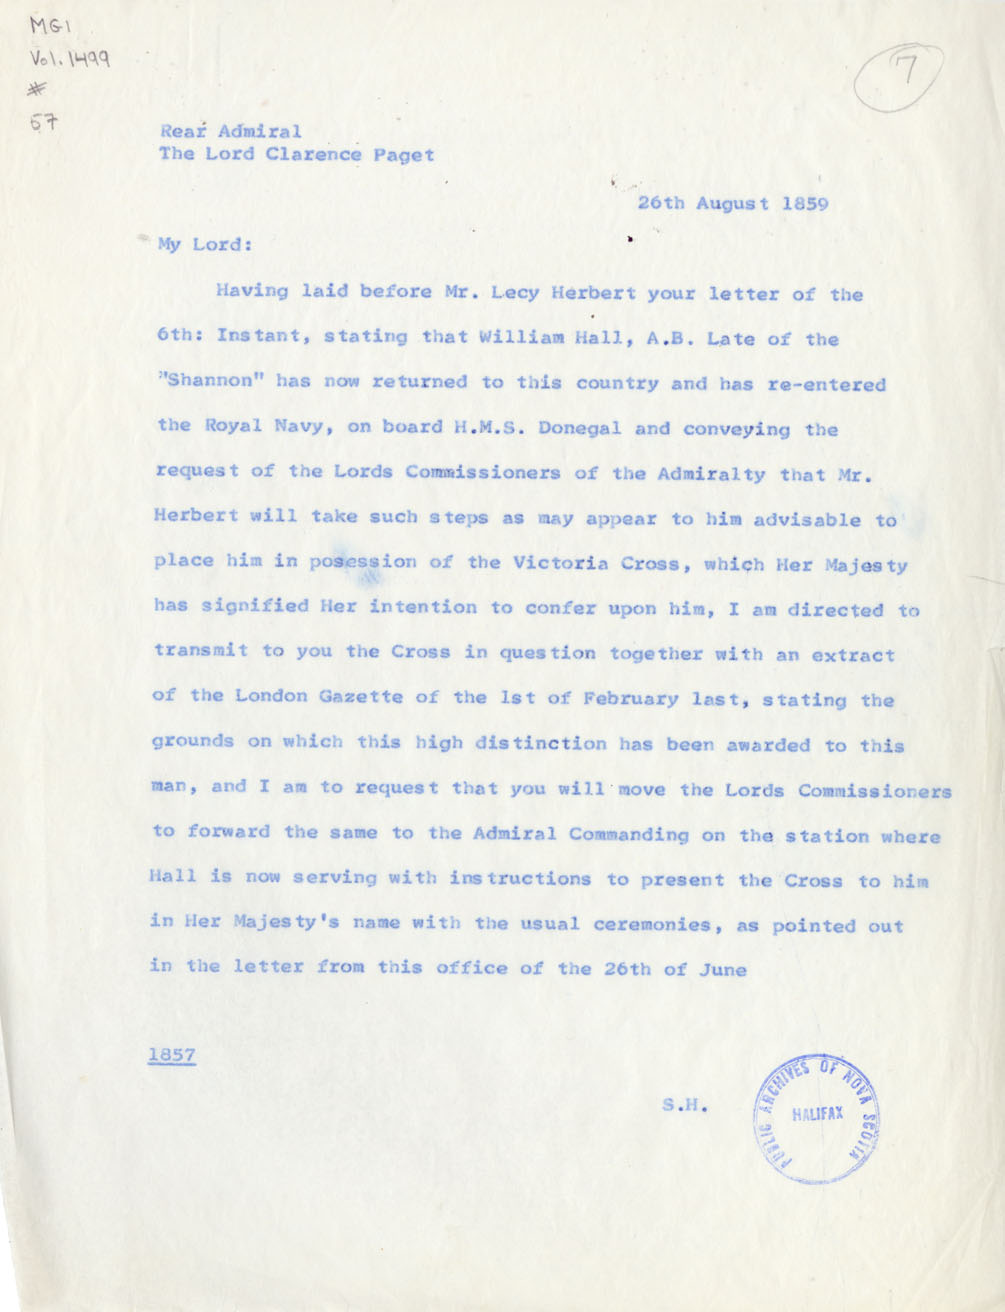 MG1
Vol. 1499
#
57
7
Rear Admiral
The Lord Clarence Paget
26th August 1859
My Lord:
Having laid before Mr. Lecy Herbert your letter of the
6th: Instant, stating that William Hall, A.B. Late of the
"Shannon" has now returned to this country and has re-entered
the Royal Navy, on board H.M.S. Donegal and conveying the
request of the Lords Commissioners of the Admiralty that Mr.
Herbert will take such steps as may appear to him advisable to
place him in posession of the Victoria Cross, which Her Majesty
has signified Her intention to confer upon him, I am directed to
transmit to you the Cross in question together with an extract
of the London Gazette of the 1st of February last, stating the
grounds on which this high distinction has been awarded to this
man, and I am to request that you will move the Lords Commissioners
to forward the same to the Admiral Commanding on the station where
Hall is now serving with instructions to present the Cross to him
in Her Majesty's name with the usual ceremonies, as pointed out
in the letter from this office of the 26th of June
1857
S.H.
PUBLIC ARCHIVES OF NOVA SCOTIA
HALIFAX